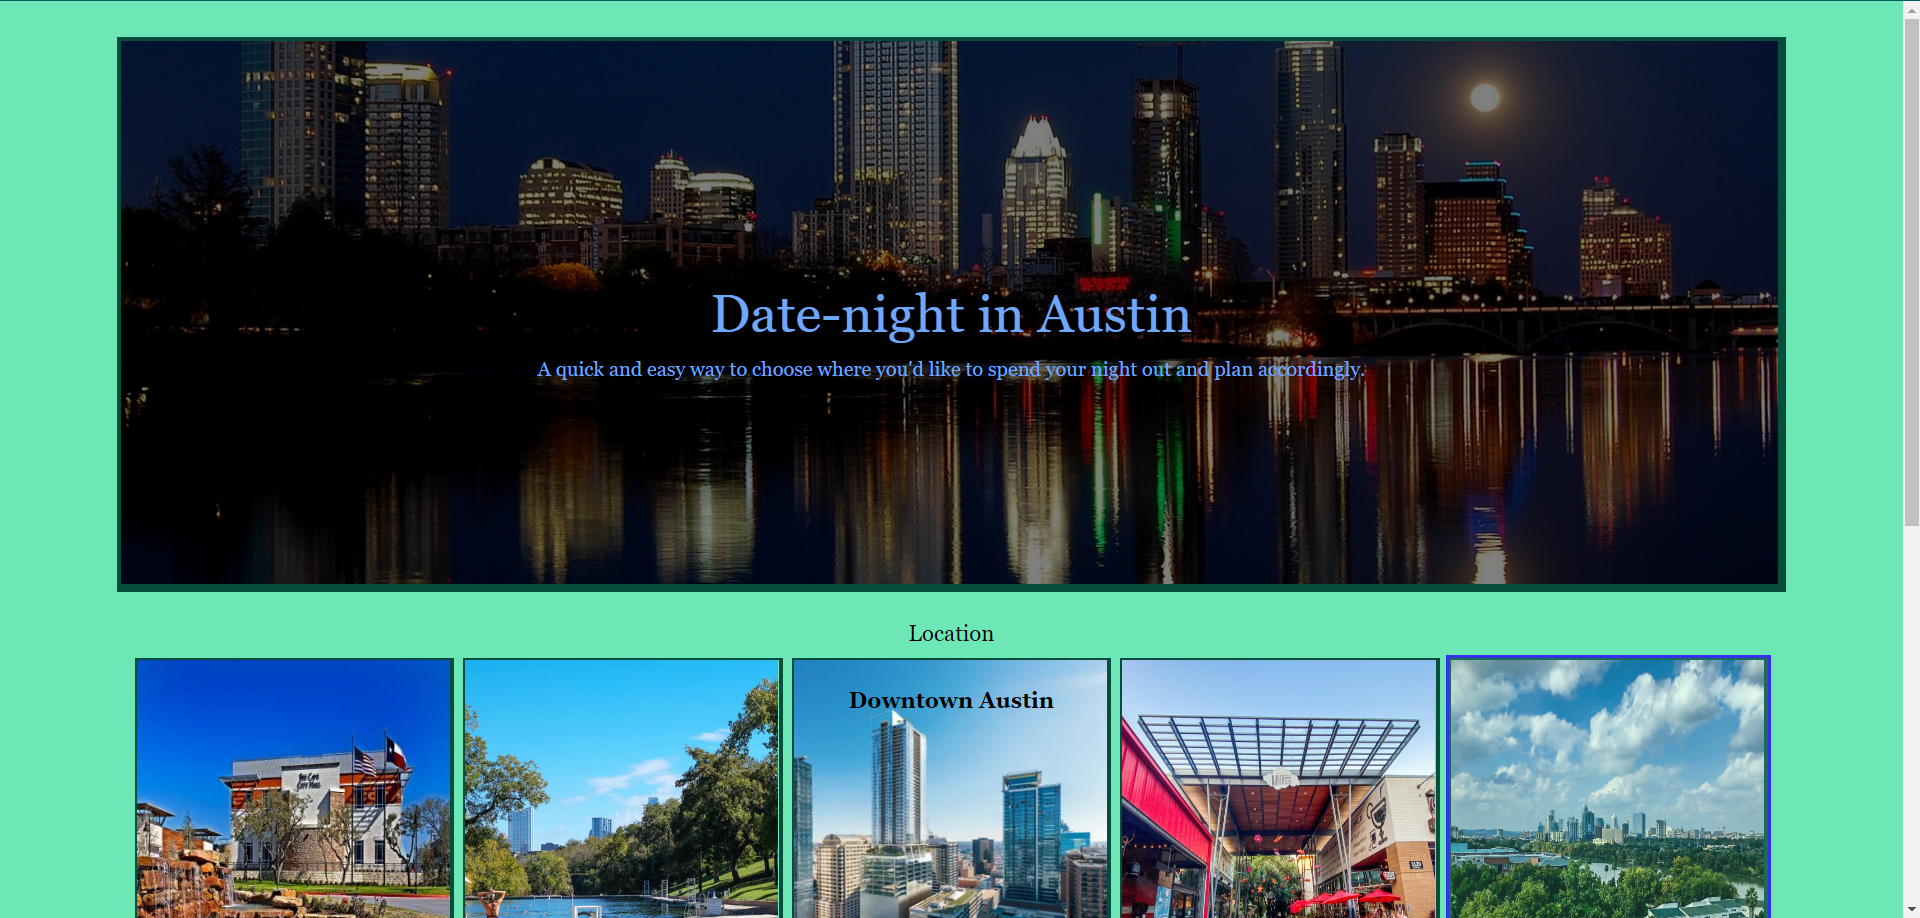 Date-night in Austin
A quick and easy way to choose where you'd like to spend your night out and plan accordingly.
Location
Downtown Austin